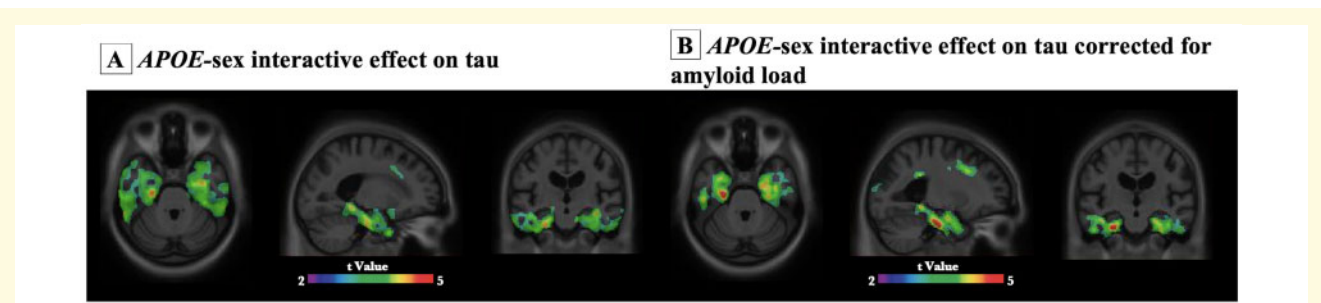 A APOE-sex interactive effect on tau
B APOE-sex interactive effect on tau corrected for
amyloid load
t Value
2 5
t Value
2 5